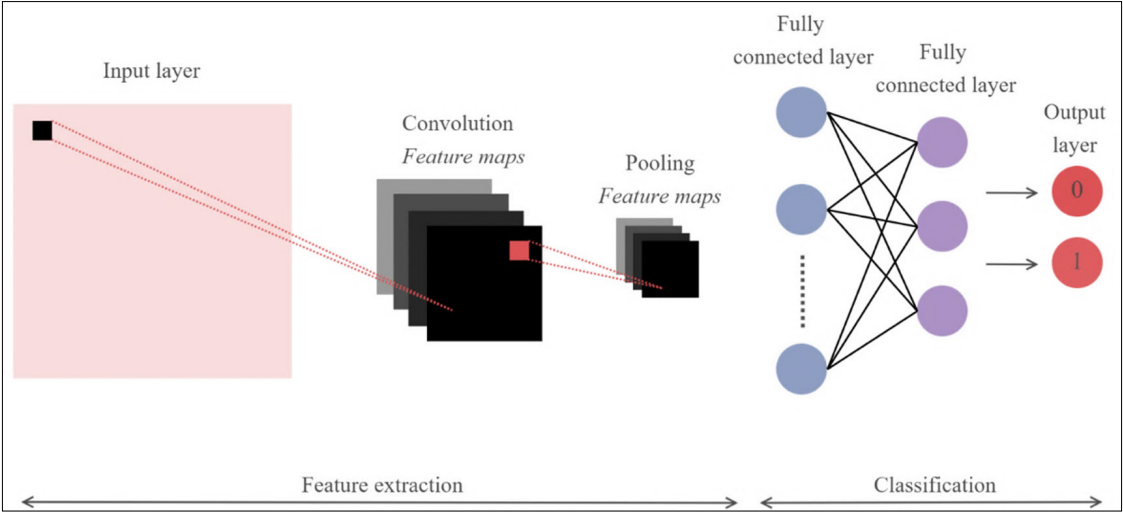 Input layer
Convolution
Feature maps
Pooling
Feature maps
Fully
connected layer
Fully
connected layer
Output
layer
0
1
Feature extraction
Classification